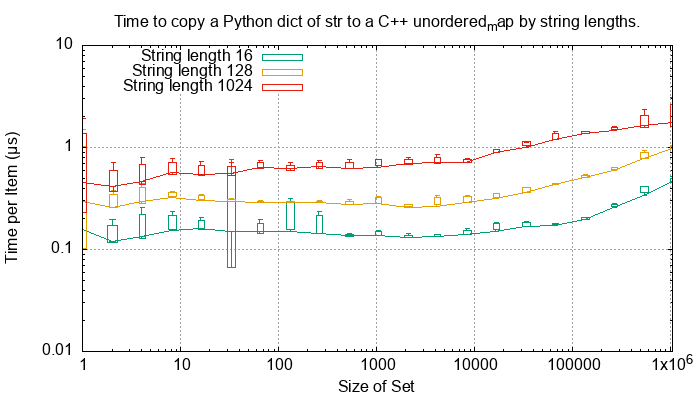 Time to copy a Python dict of str to a C++ unordered_map by string lengths.
String length 16
String length 128
String length 1024
10
1
0.1
0.01
Time per Item (µs)
1 10 100 1000 10000 100000 1x10⁶
Size of Set